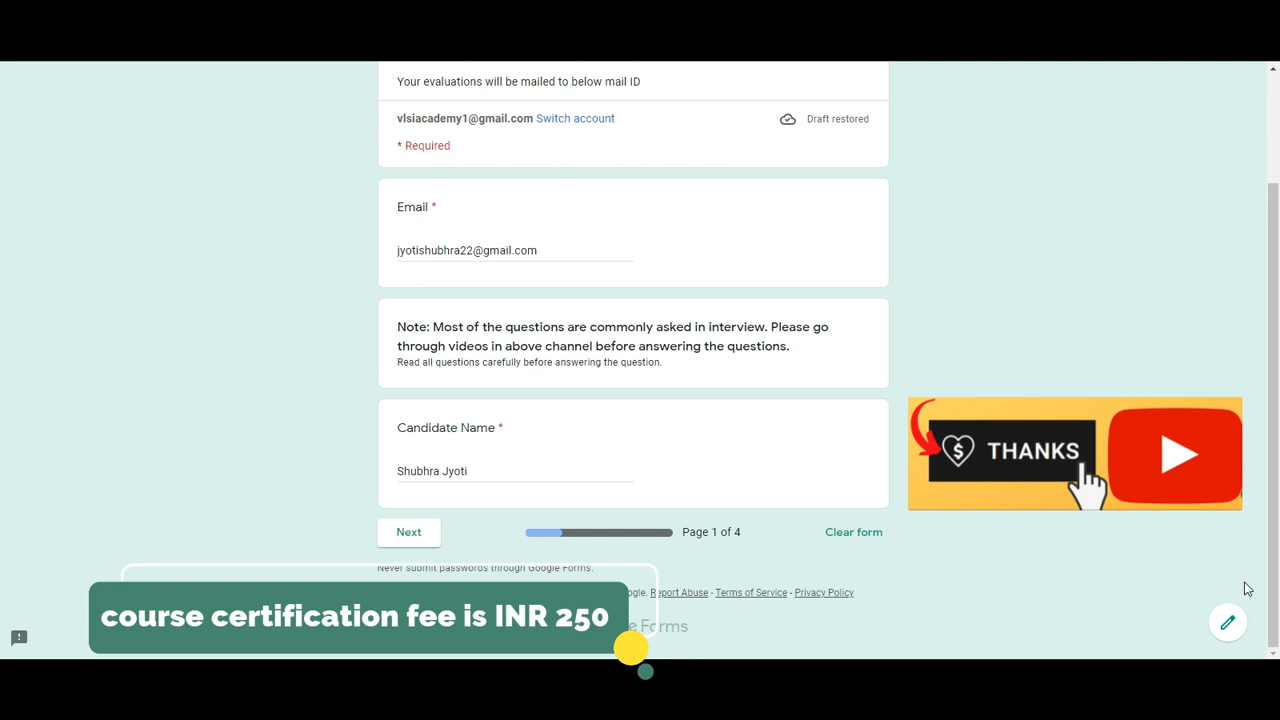 Your evaluations will be mailed to below mail ID
vlsiacademy1@gmail.com Switch account
Draft restored
* Required
Email *
jyotishubhra22@gmail.com
Note: Most of the questions are commonly asked in interview. Please go
through videos in above channel before answering the questions.
Read all questions carefully before answering the question.
Candidate Name *
Shubhra Jyoti
$ THANKS
Next
Page 1 of 4
Clear form
Never submit passwords through Google Forms.
Report Abuse - Terms of Service - Privacy Policy
course certification fee is INR 250
Forms